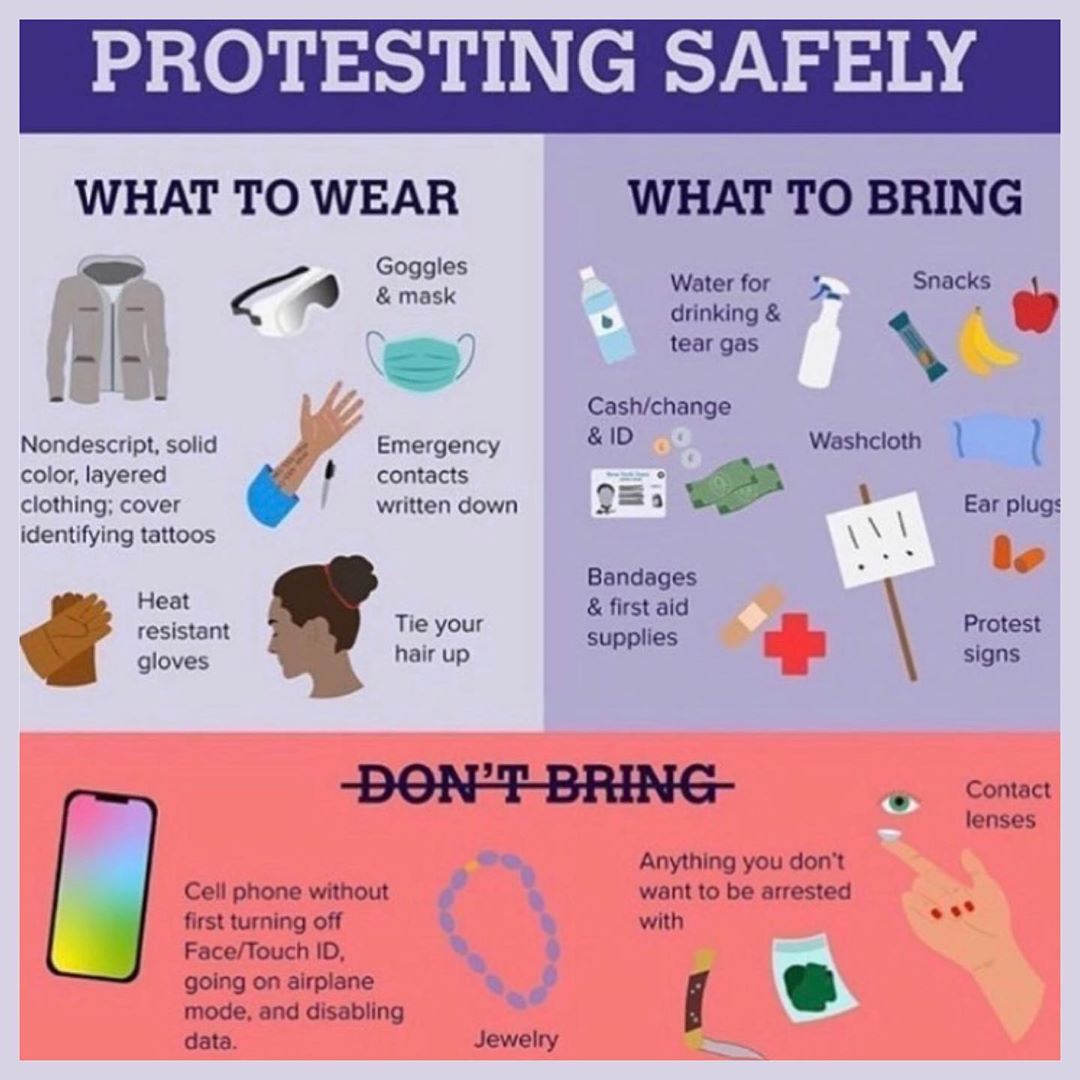 PROTESTING SAFELY
WHAT TO WEAR
Goggles
& mask
Nondescript, solid
color, layered
clothing; cover
identifying tattoos
Emergency
contacts
written down
Heat
resistant
gloves
Tie your
hair up
WHAT TO BRING
Water for
drinking &
tear gas
Snacks
Cash/change
& ID
Washcloth
Ear plugs
Bandages
& first aid
supplies
Protest
signs
!!!
DON'T BRING
Cell phone without
first turning off
Face/Touch ID,
going on airplane
mode, and disabling
data.
Jewelry
Anything you don't
want to be arrested
with
Contact
lenses